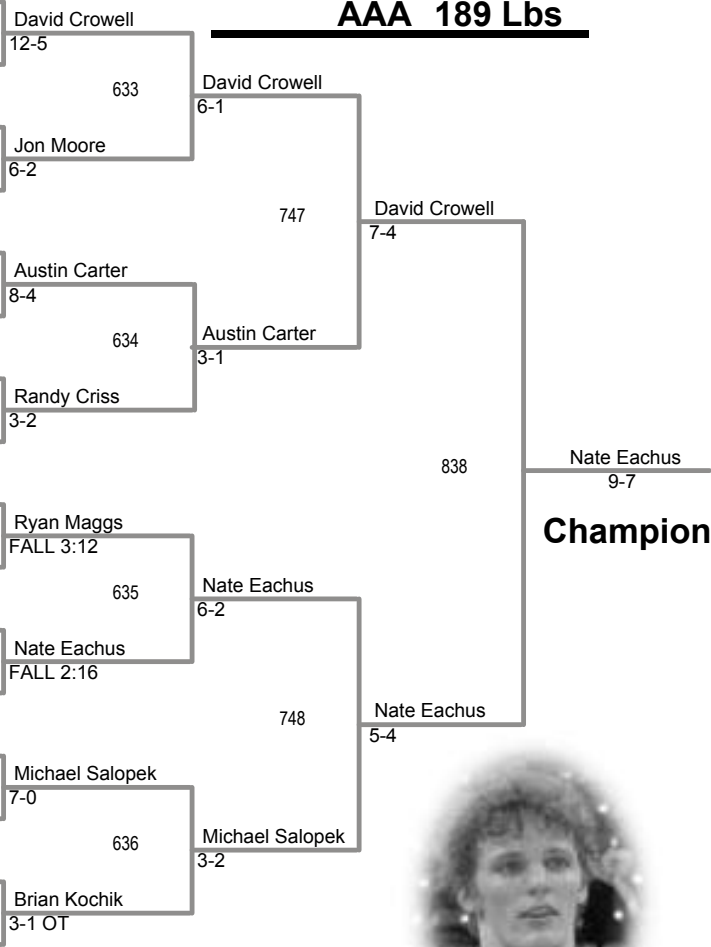 AAA 189 Lbs
David Crowell
12-5
633
David Crowell
6-1
Jon Moore
6-2
747
David Crowell
7-4
Austin Carter
8-4
634
Austin Carter
3-1
Randy Criss
3-2
838
Nate Eachus
9-7
Champion
Ryan Maggs
FALL 3:12
635
Nate Eachus
6-2
Nate Eachus
FALL 2:16
748
Nate Eachus
5-4
Michael Salopek
7-0
636
Michael Salopek
3-2
Brian Kochik
3-1 OT